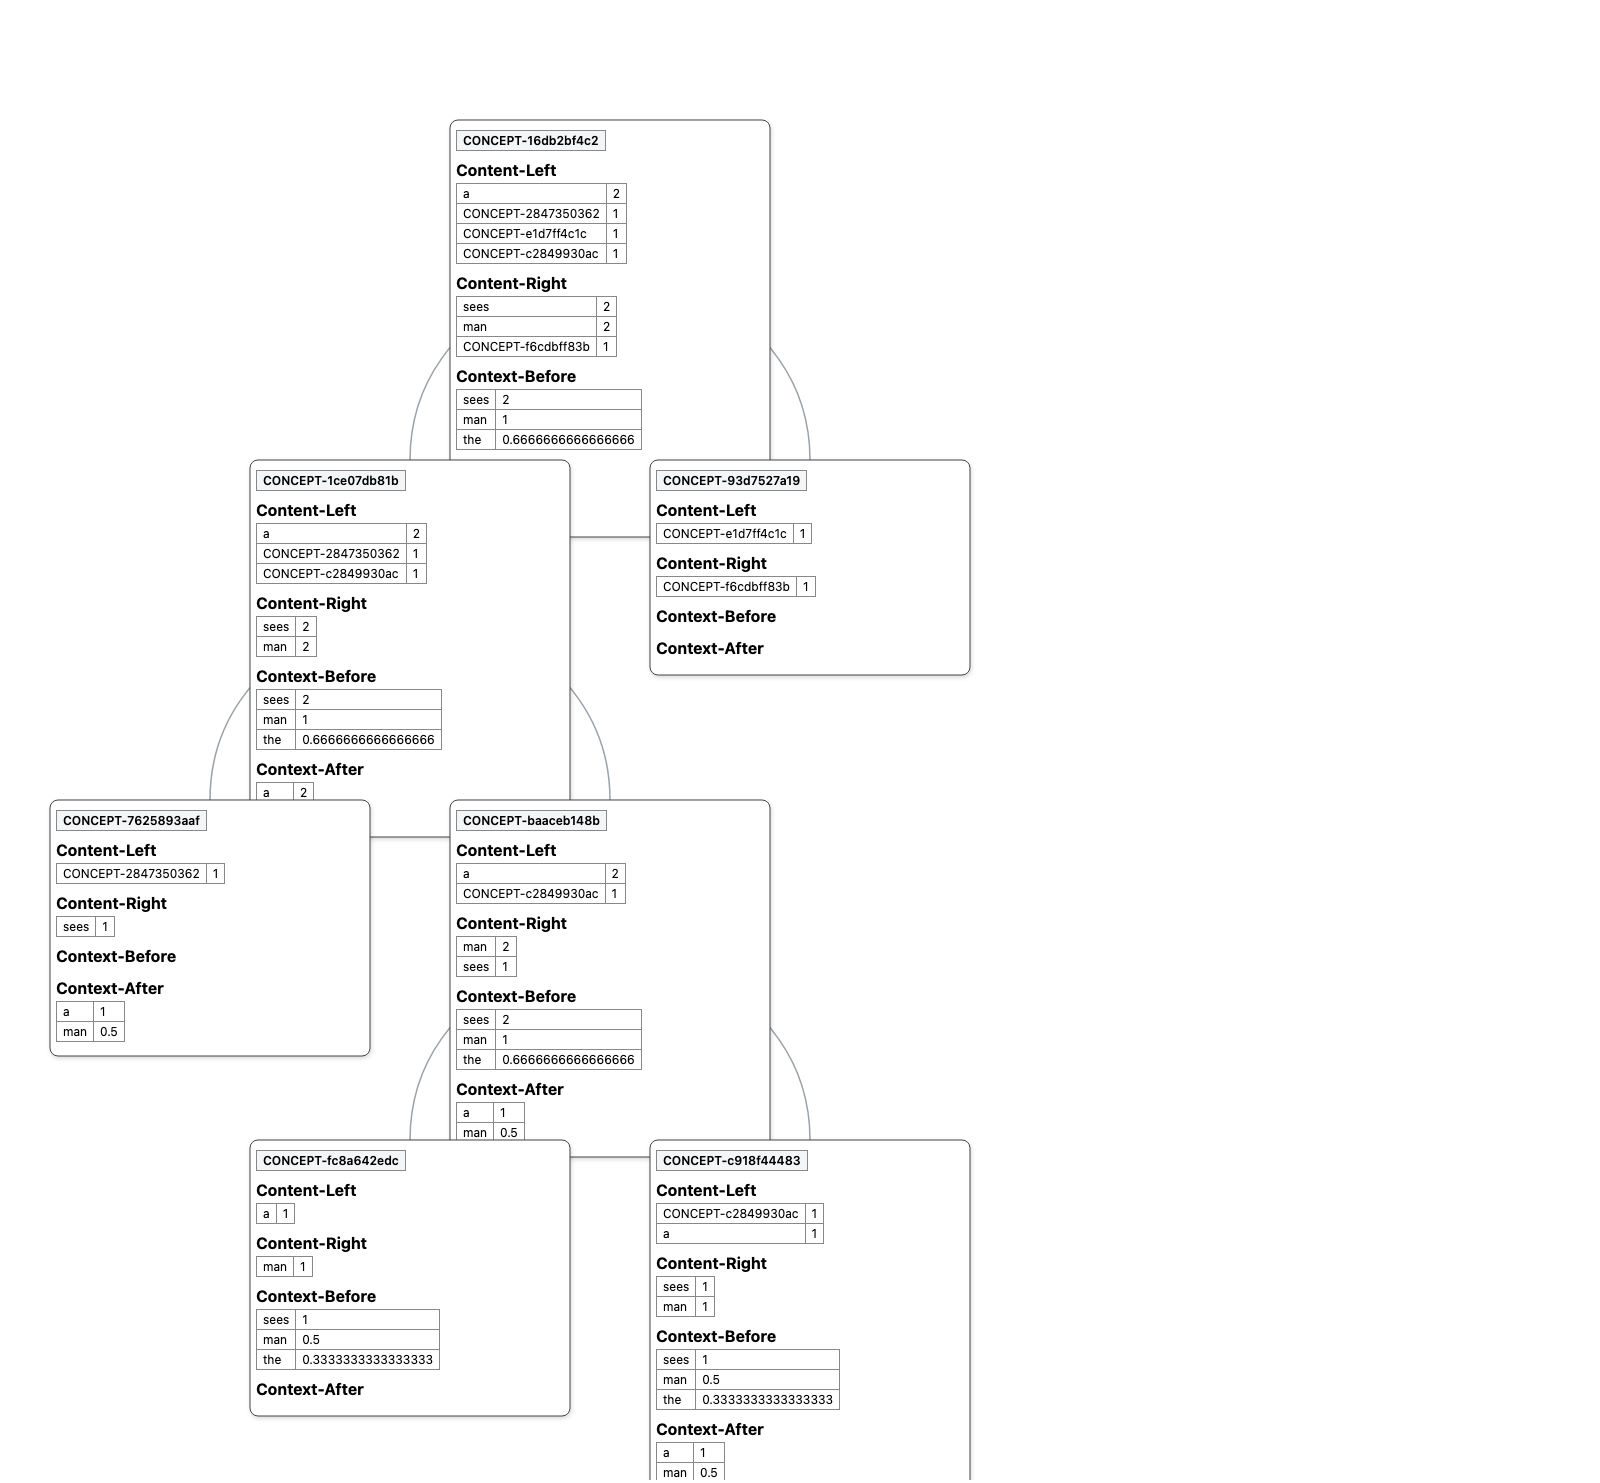 CONCEPT-16db2bf4c2
Content-Left
a 2
CONCEPT-2847350362 1
CONCEPT-e1d7ff4c1c 1
CONCEPT-c2849930ac 1
Content-Right
sees 2
man 2
CONCEPT-f6cdbff83b 1
Context-Before
sees 2
man 1
the 0.6666666666666666
CONCEPT-1ce07db81b
Content-Left
a 2
CONCEPT-2847350362 1
CONCEPT-c2849930ac 1
Content-Right
sees 2
man 2
Context-Before
sees 2
man 1
the 0.6666666666666666
Context-After
a 2
CONCEPT-93d7527a19
Content-Left
CONCEPT-e1d7ff4c1c 1
Content-Right
CONCEPT-f6cdbff83b 1
Context-Before
Context-After
CONCEPT-7625893aaf
Content-Left
CONCEPT-2847350362 1
Content-Right
sees 1
Context-Before
Context-After
a 1
man 0.5
CONCEPT-baaceb148b
Content-Left
a 2
CONCEPT-c2849930ac 1
Content-Right
man 2
sees 1
Context-Before
sees 2
man 1
the 0.6666666666666666
Context-After
a 1
man 0.5
CONCEPT-fc8a642edc
Content-Left
a 1
Content-Right
man 1
Context-Before
sees 1
man 0.5
the 0.3333333333333333
Context-After
CONCEPT-c918f44483
Content-Left
CONCEPT-c2849930ac 1
a 1
Content-Right
sees 1
man 1
Context-Before
sees 1
man 0.5
the 0.3333333333333333
Context-After
a 1
man 0.5